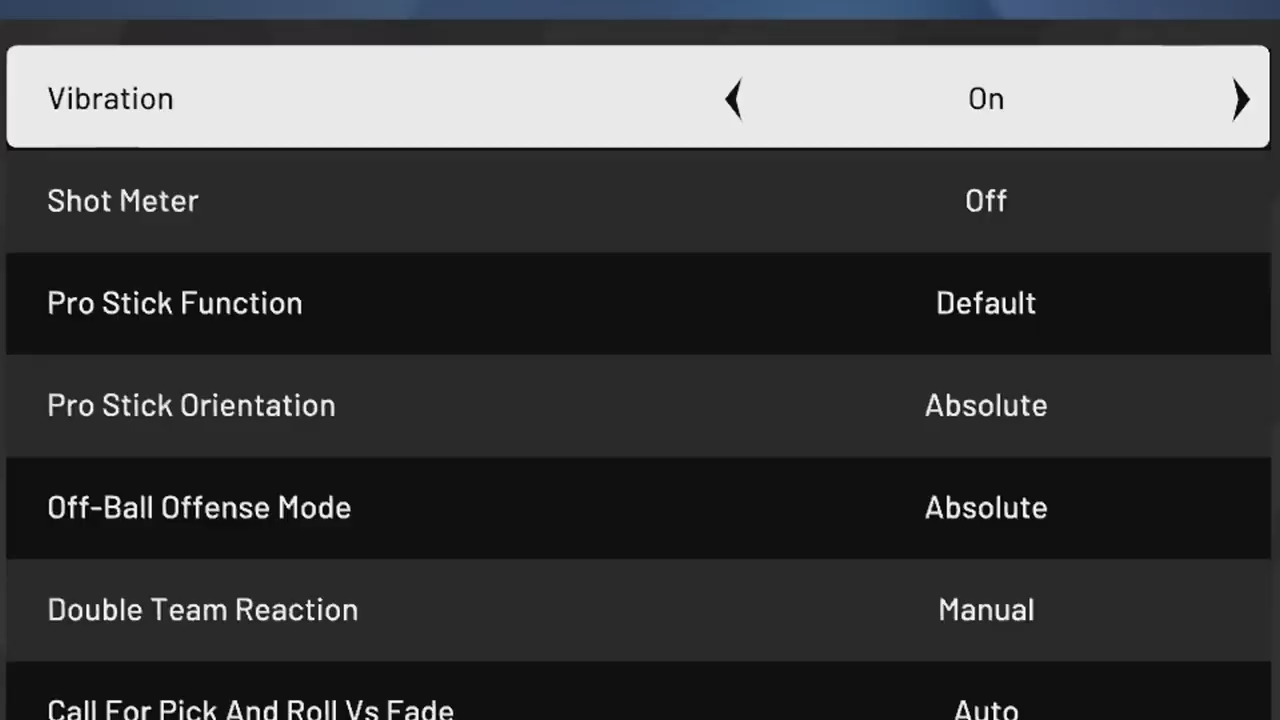 Vibration On
Shot Meter Off
Pro Stick Function Default
Pro Stick Orientation Absolute
Off-Ball Offense Mode Absolute
Double Team Reaction Manual
Call For Pick And Roll Vs Fade Auto